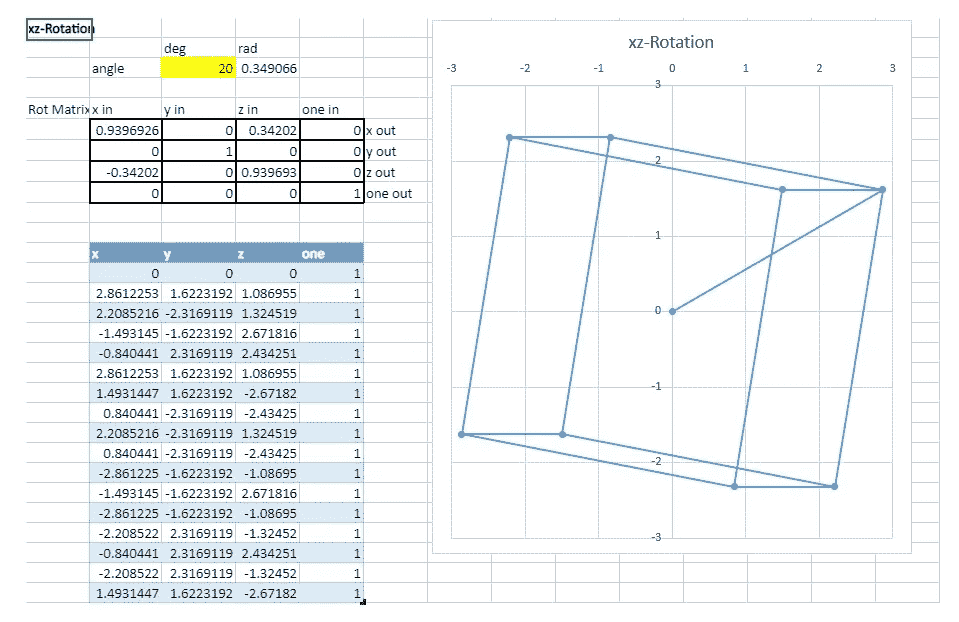 xz-Rotation
deg rad
angle 20 0.349066
Rot Matrix x in y in z in one in
0.9396926 0 0.34202 0 x out
0 1 0 0 y out
-0.34202 0 0.939693 0 z out
0 0 0 1 one out
x y z one
0 0 0 1
2.8612253 1.6223192 1.086955 1
2.2085216 -2.3169119 1.324519 1
-1.493145 -1.6223192 2.671816 1
-0.840441 2.3169119 2.434251 1
2.8612253 1.6223192 1.086955 1
1.4931447 1.6223192 -2.67182 1
0.840441 -2.3169119 -2.43425 1
2.2085216 -2.3169119 1.324519 1
0.840441 -2.3169119 -2.43425 1
-2.861225 -1.6223192 -1.08695 1
-1.493145 -1.6223192 2.671816 1
-2.861225 -1.6223192 -1.08695 1
-2.208522 2.3169119 -1.32452 1
-0.840441 2.3169119 2.434251 1
-2.208522 2.3169119 -1.32452 1
1.4931447 1.6223192 -2.67182 1
xz-Rotation
-3 -2 -1 0 1 2 3
3
2
1
0
-1
-2
-3